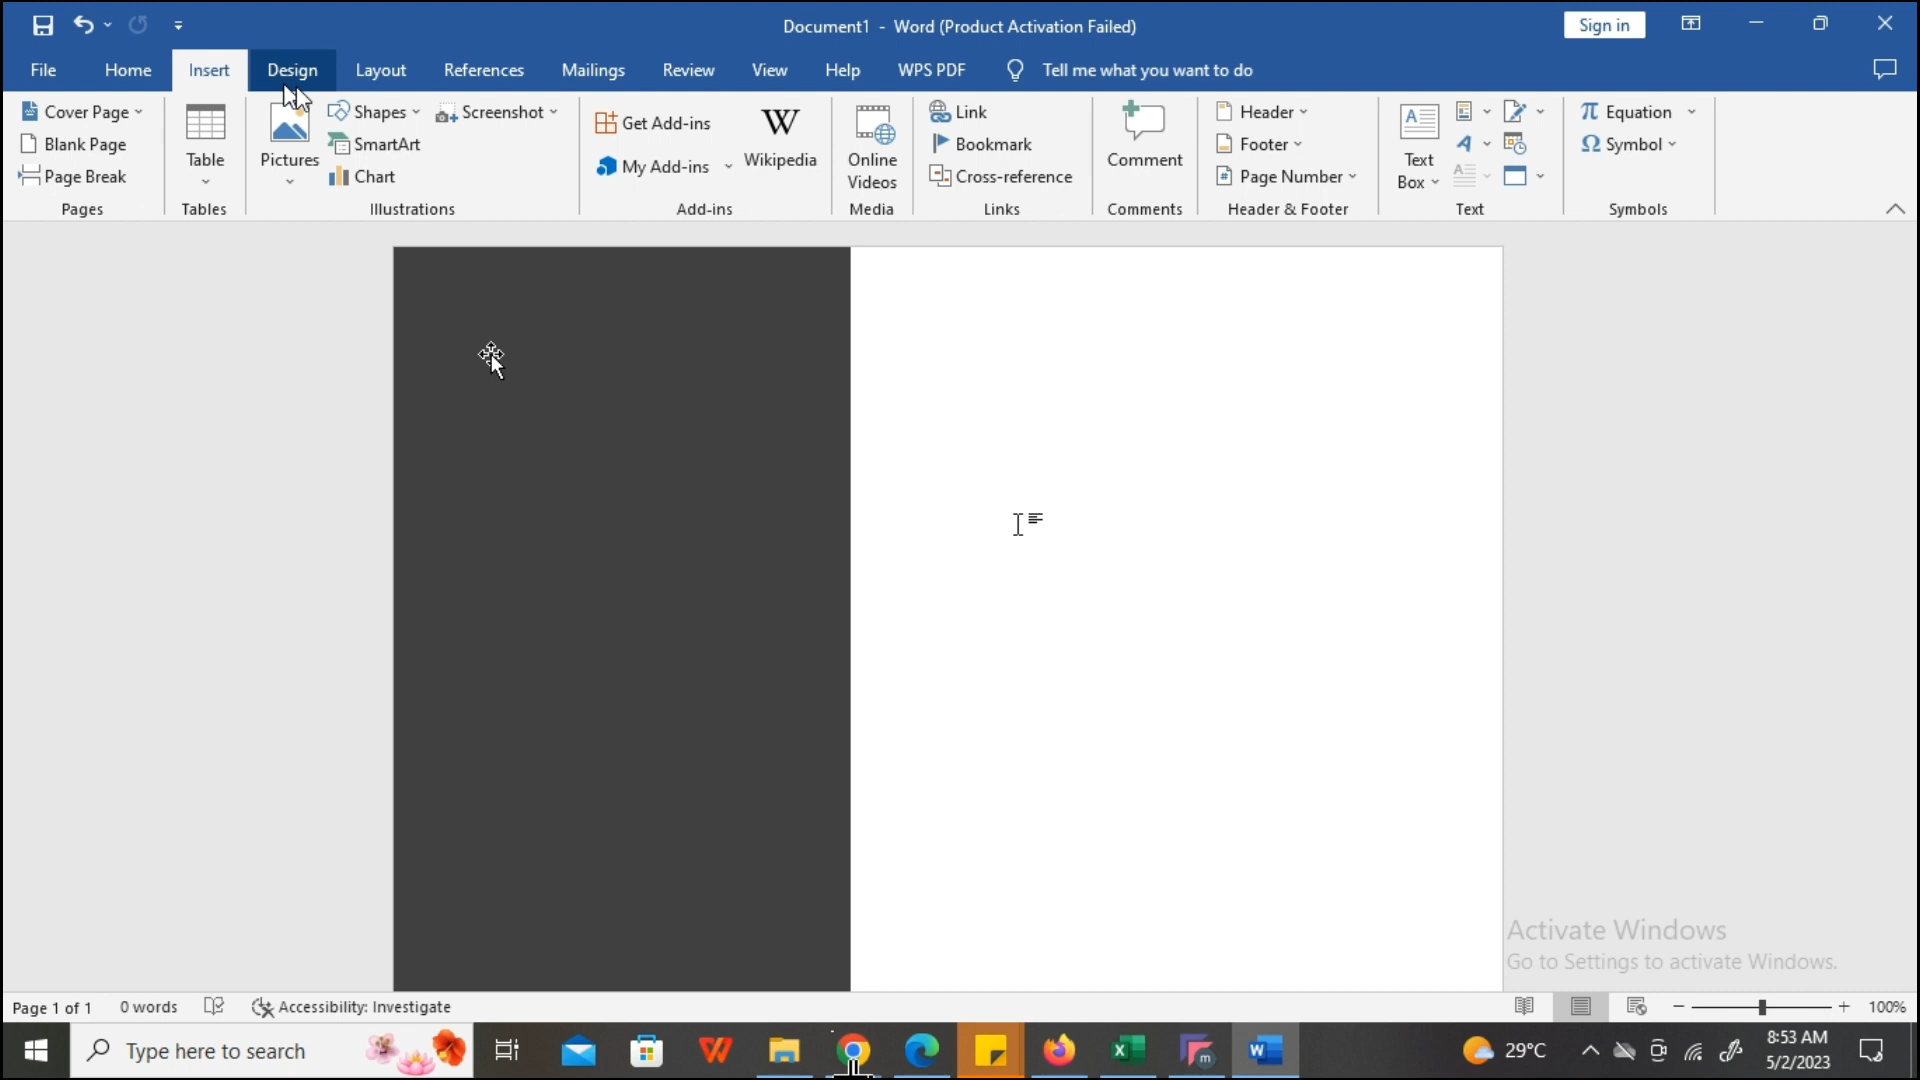 Document1 - Word (Product Activation Failed)
Sign in
File Home Insert Design Layout References Mailings Review View Help WPS PDF Tell me what you want to do
Cover Page
Blank Page
Page Break
Pages
Table
Tables
Pictures
Shapes
SmartArt
Chart
Screenshot
Illustrations
Get Add-ins
My Add-ins
W
Wikipedia
Add-ins
Online
Videos
Media
Link
Bookmark
Cross-reference
Links
Comment
Comments
Header
Footer
Page Number
Header & Footer
Text
Box
Text
π Equation
Ω Symbol
Symbols
Activate Windows
Go to Settings to activate Windows.
Page 1 of 1 0 words Accessibility: Investigate 100%
Type here to search
29°C
8:53 AM
5/2/2023